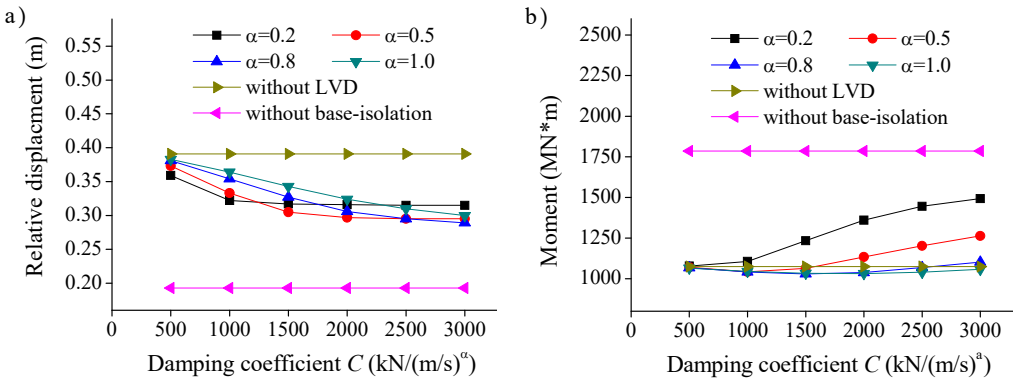 a)
0.55
0.50
0.45
0.40
0.35
0.30
0.25
0.20
Relative displacment (m)
α=0.2
α=0.5
α=0.8
α=1.0
without LVD
without base-isolation
0 500 1000 1500 2000 2500 3000
Damping coefficient C (kN/(m/s)^α)
b)
2500
2250
2000
1750
1500
1250
1000
Moment (MN*m)
α=0.2
α=0.5
α=0.8
α=1.0
without LVD
without base-isolation
0 500 1000 1500 2000 2500 3000
Damping coefficient C (kN/(m/s)^a)